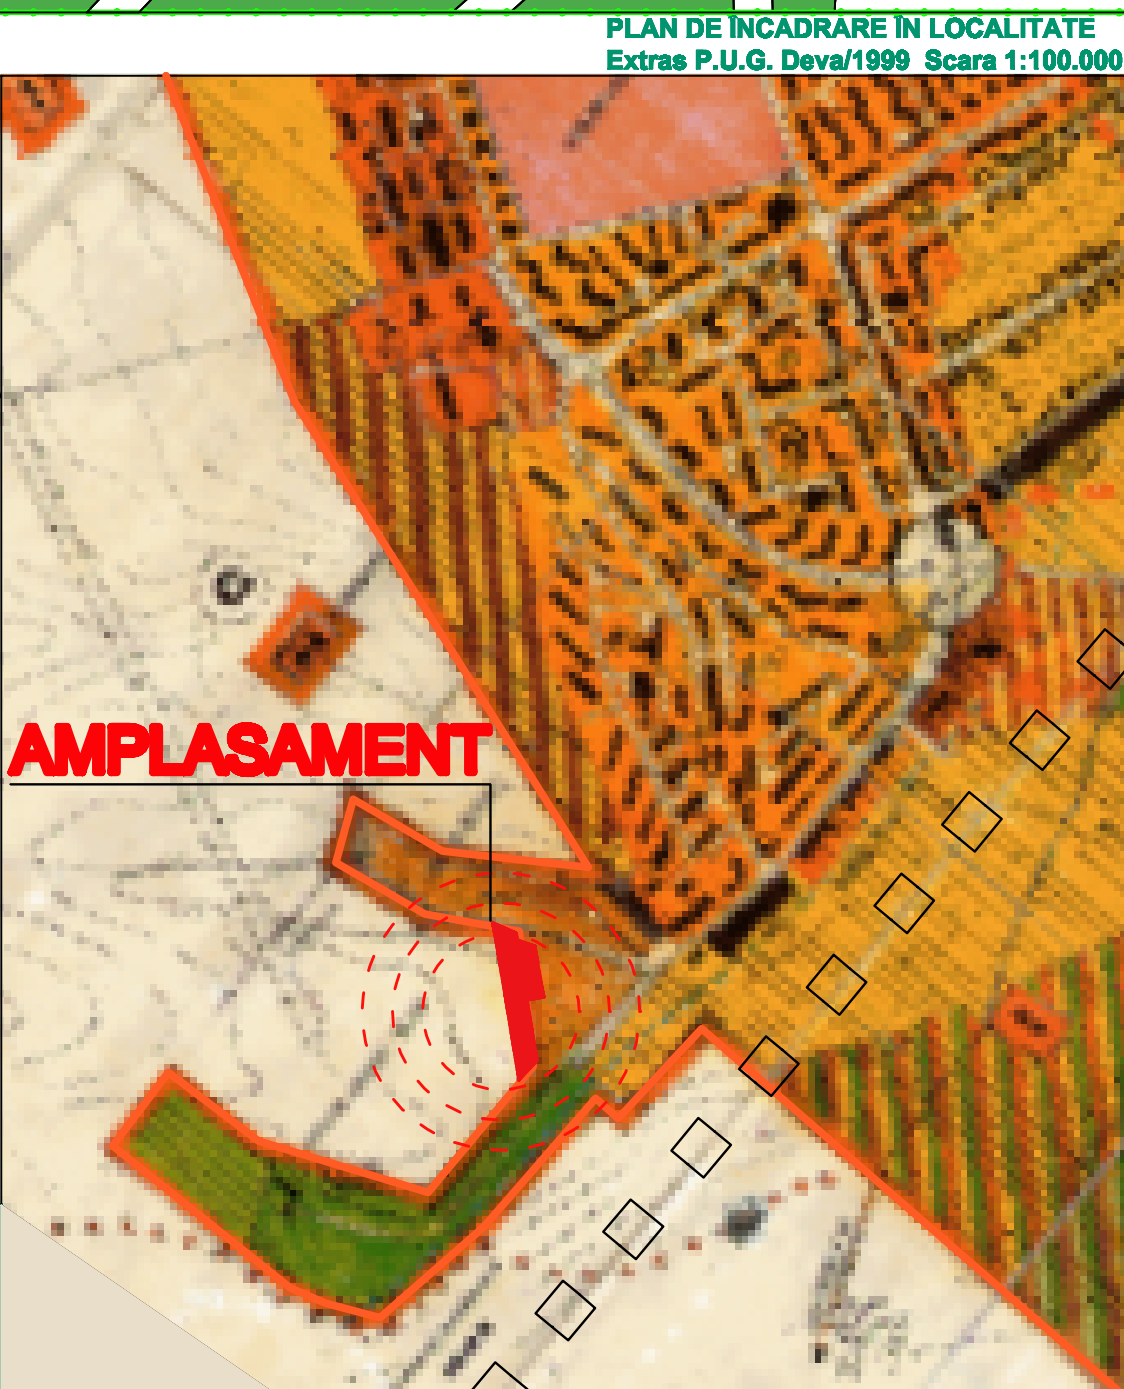 PLAN DE ÎNCADRARE ÎN LOCALITATE
Extras P.U.G. Deva/1999 Scara 1:100.000
AMPLASAMENT